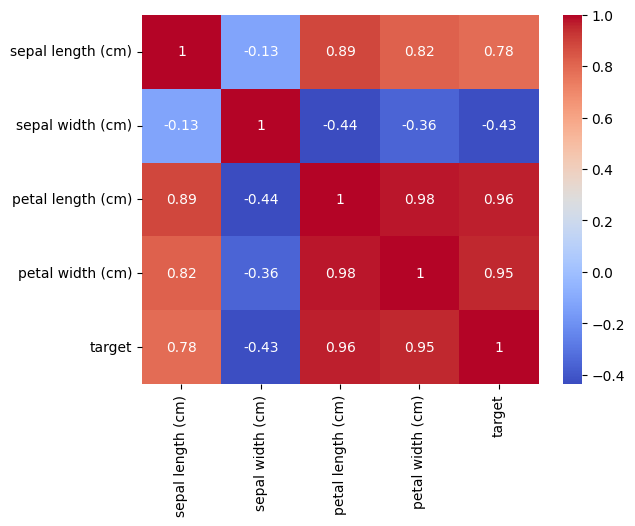 sepal length (cm) 1 -0.13 0.89 0.82 0.78
sepal width (cm) -0.13 1 -0.44 -0.36 -0.43
petal length (cm) 0.89 -0.44 1 0.98 0.96
petal width (cm) 0.82 -0.36 0.98 1 0.95
target 0.78 -0.43 0.96 0.95 1
sepal length (cm)
sepal width (cm)
petal length (cm)
petal width (cm)
target
1.0
0.8
0.6
0.4
0.2
0.0
−0.2
−0.4